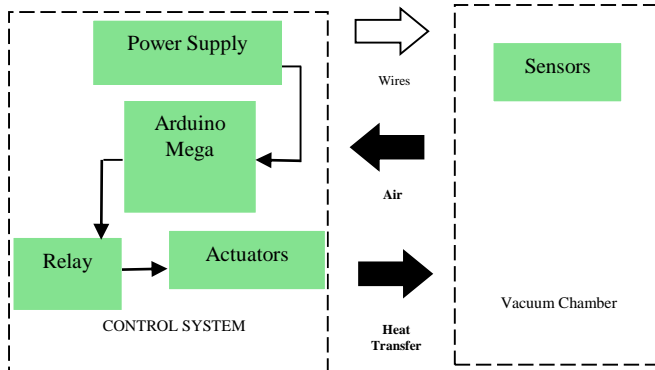 Power Supply
Arduino
Mega
Relay
Actuators
CONTROL SYSTEM
Wires
Air
Heat
Transfer
Sensors
Vacuum Chamber